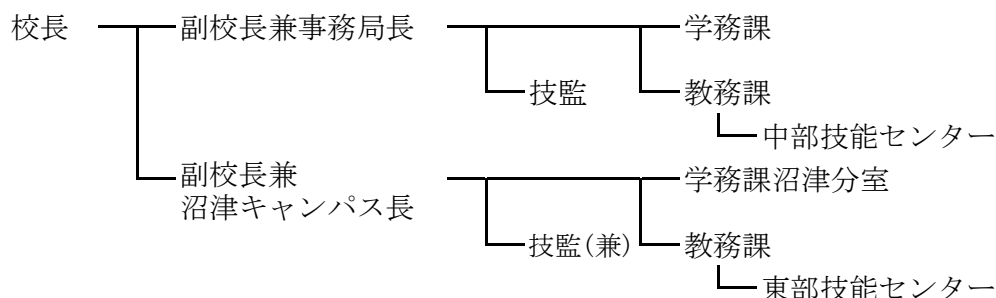 校長 副校長兼事務局長 学務課
技監 教務課
中部技能センター
副校長兼 学務課沼津分室
沼津キャンパス長
技監(兼) 教務課
東部技能センター